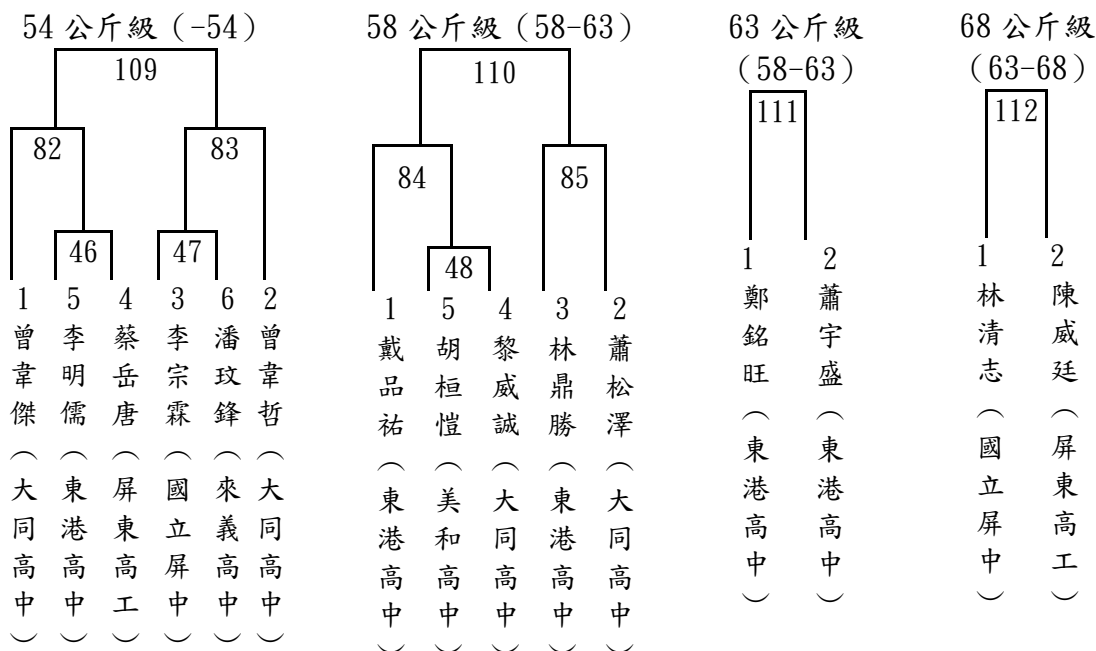 54 公斤級（-54）
109
82
83
46
47
1
曾韋傑（大同高中）
5
李明儒（東港高中）
4
蔡岳唐（屏東高工）
3
李宗霖（國立屏中）
6
潘玟鋒（來義高中）
2
曾韋哲（大同高中）
58 公斤級（58-63）
110
84
85
48
1
戴品祐（東港高中）
5
胡桓愷（美和高中）
4
黎威誠（大同高中）
3
林鼎勝（東港高中）
2
蕭松澤（大同高中）
63 公斤級
（58-63）
111
1
鄭銘旺（東港高中）
2
蕭宇盛（東港高中）
68 公斤級
（63-68）
112
1
林清志（國立屏中）
2
陳威廷（屏東高工）